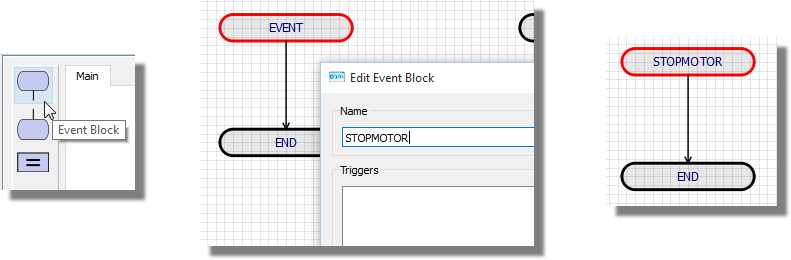 Main
Event Block
EVENT
END
Edit Event Block
Name
STOPMOTOR
Triggers
STOPMOTOR
END